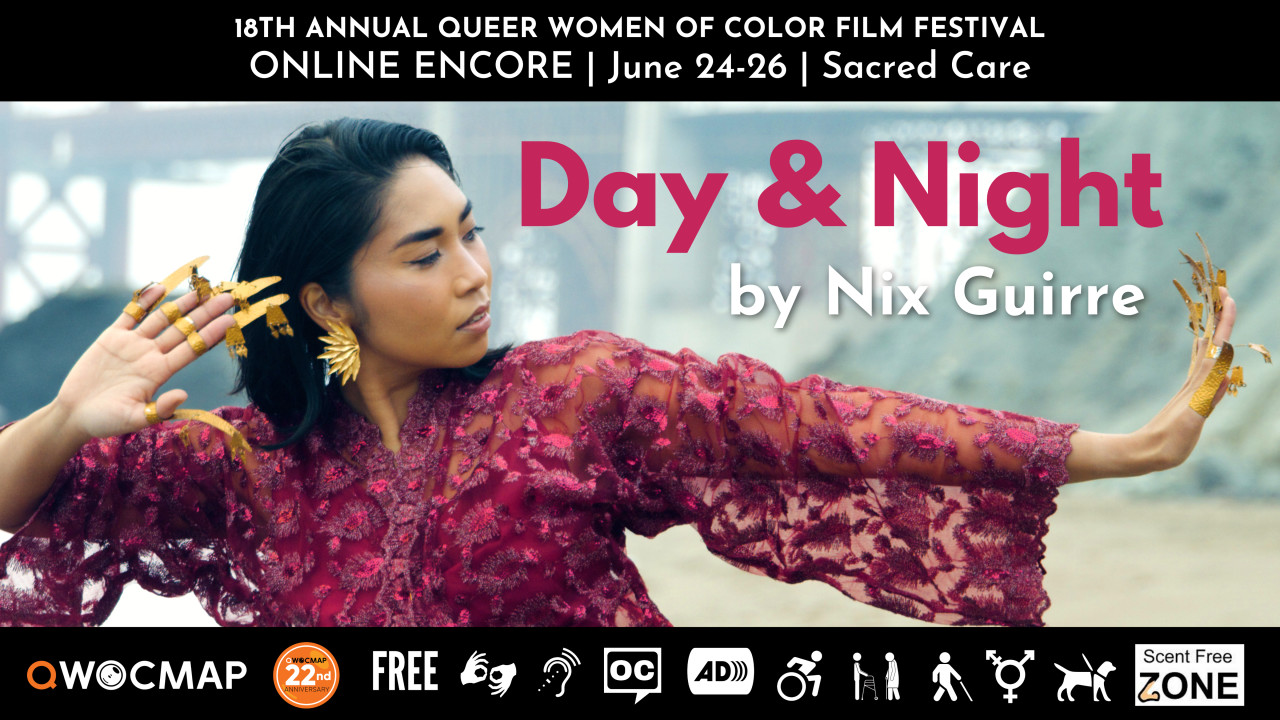 18TH ANNUAL QUEER WOMEN OF COLOR FILM FESTIVAL
ONLINE ENCORE | June 24-26 | Sacred Care
Day & Night
by Nix Guirre
QWOCMAP
QWOCMAP
22nd
ANNIVERSARY
FREE
OC
AD)))
Scent Free
ZONE